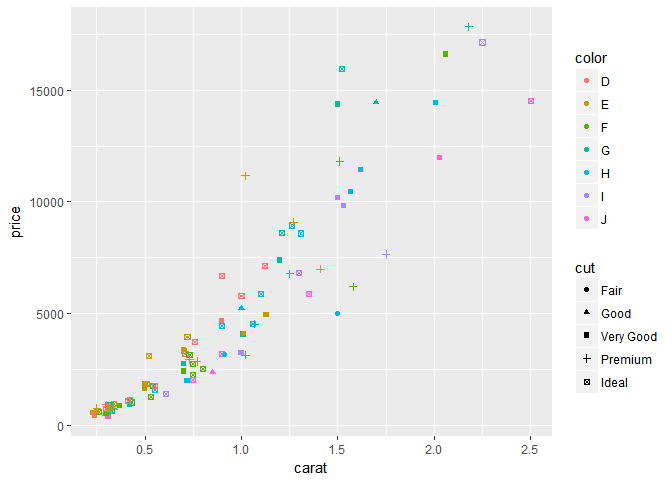 price
15000
10000
5000
0
0.5 1.0 1.5 2.0 2.5
carat
color
D
E
F
G
H
I
J
cut
Fair
Good
Very Good
Premium
Ideal